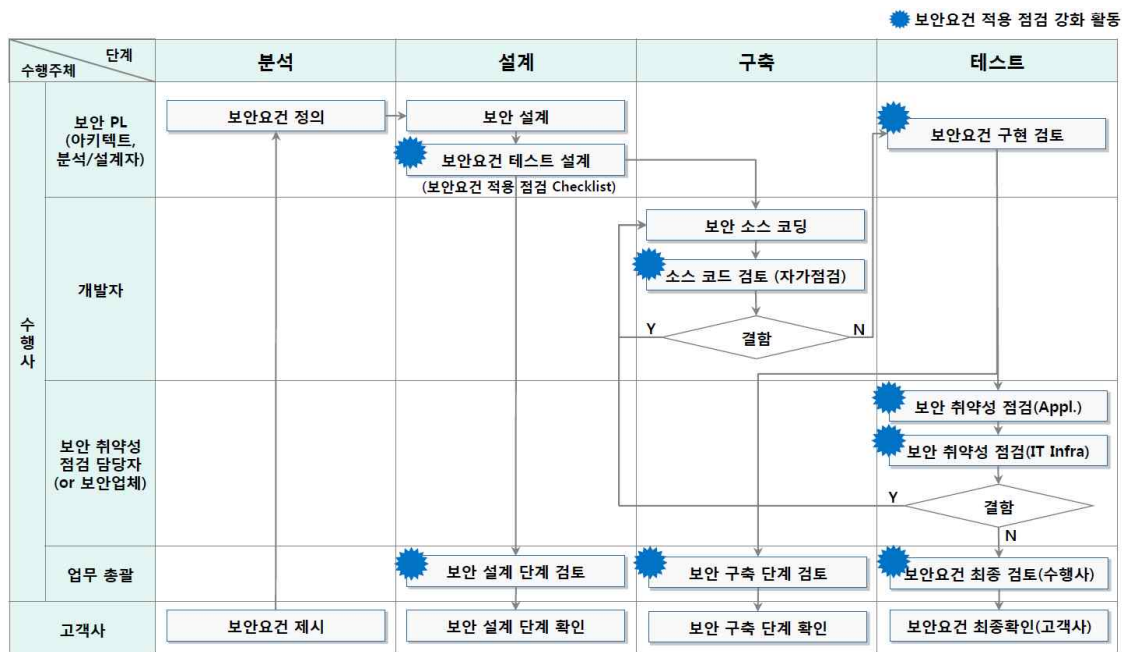 보안요건 적용 점검 강화 활동
단계
수행주체
분석
설계
구축
테스트
수
행
사
보안 PL
(아키텍트,
분석/설계자)
보안요건 정의
보안 설계
보안요건 테스트 설계
(보안요건 적용 점검 Checklist)
보안요건 구현 검토
개발자
보안 소스 코딩
소스 코드 검토 (자가점검)
Y
결함
N
보안 취약성
점검 담당자
(or 보안업체)
보안 취약성 점검(Appl.)
보안 취약성 점검(IT Infra)
Y
결함
N
업무 총괄
보안 설계 단계 검토
보안 구축 단계 검토
보안요건 최종 검토(수행사)
고객사
보안요건 제시
보안 설계 단계 확인
보안 구축 단계 확인
보안요건 최종확인(고객사)